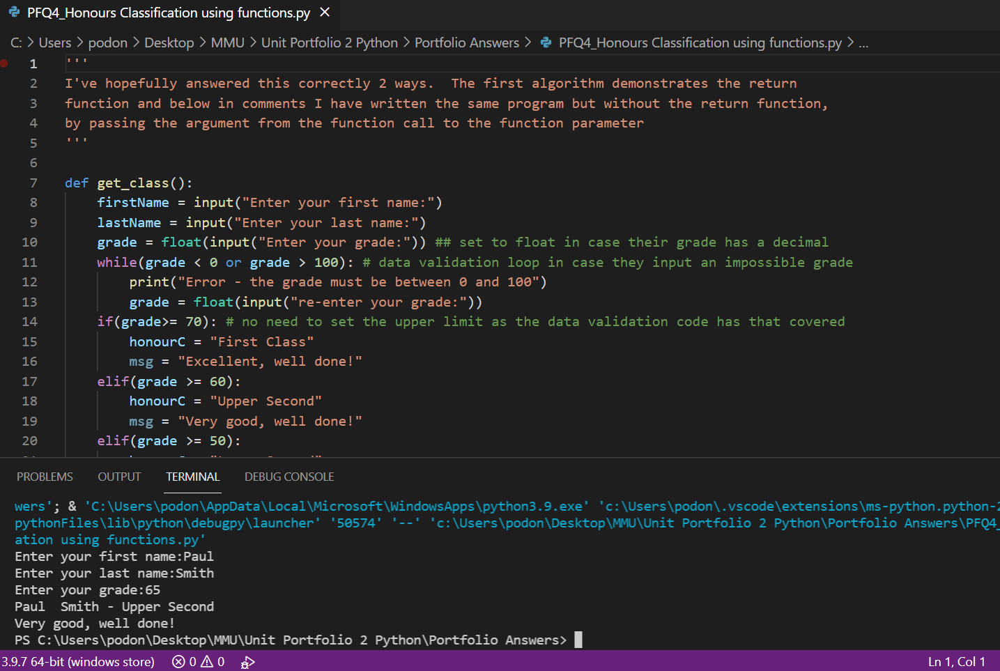 PFQ4_Honours Classification using functions.py ×
C: > Users > podon > Desktop > MMU > Unit Portfolio 2 Python > Portfolio Answers > PFQ4_Honours Classification using functions.py > ...
1 '''
2 I've hopefully answered this correctly 2 ways.  The first algorithm demonstrates the return
3 function and below in comments I have written the same program but without the return function,
4 by passing the argument from the function call to the function parameter
5 '''
6
7 def get_class():
8     firstName = input("Enter your first name:")
9     lastName = input("Enter your last name:")
10     grade = float(input("Enter your grade:")) ## set to float in case their grade has a decimal
11     while(grade < 0 or grade > 100): # data validation loop in case they input an impossible grade
12         print("Error - the grade must be between 0 and 100")
13         grade = float(input("re-enter your grade:"))
14     if(grade>= 70): # no need to set the upper limit as the data validation code has that covered
15         honourC = "First Class"
16         msg = "Excellent, well done!"
17     elif(grade >= 60):
18         honourC = "Upper Second"
19         msg = "Very good, well done!"
20     elif(grade >= 50):
PROBLEMS OUTPUT TERMINAL DEBUG CONSOLE
wers'; & 'C:\Users\podon\AppData\Local\Microsoft\WindowsApps\python3.9.exe' 'c:\Users\podon\.vscode\extensions\ms-python.python-2
pythonFiles\lib\python\debugpy\launcher' '50574' '--' 'c:\Users\podon\Desktop\MMU\Unit Portfolio 2 Python\Portfolio Answers\PFQ4_
ation using functions.py'
Enter your first name:Paul
Enter your last name:Smith
Enter your grade:65
Paul  Smith - Upper Second
Very good, well done!
PS C:\Users\podon\Desktop\MMU\Unit Portfolio 2 Python\Portfolio Answers>
3.9.7 64-bit (windows store) 0 0 Ln 1, Col 1